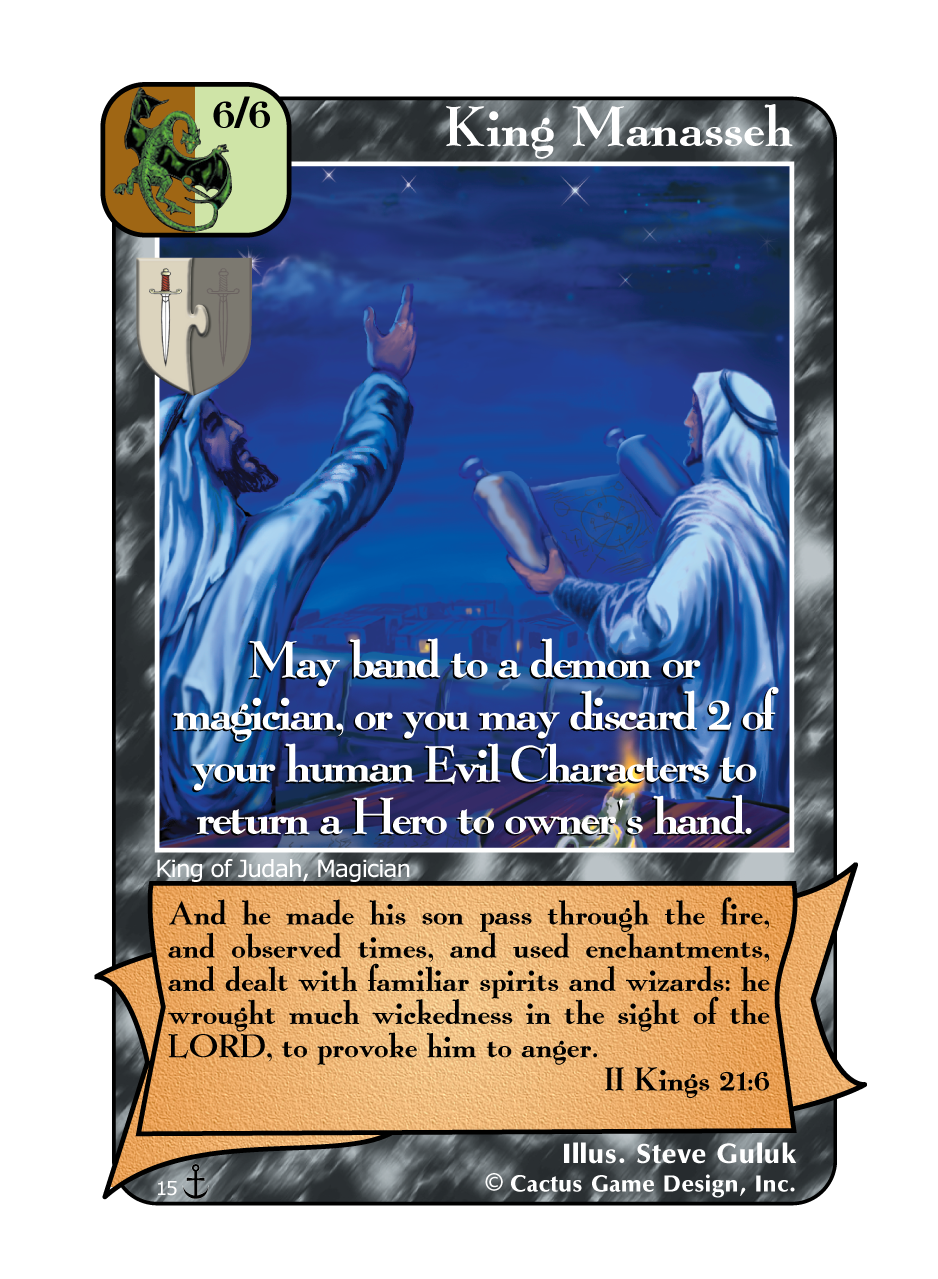 6/6
King Manasseh
May band to a demon or
magician, or you may discard 2 of
your human Evil Characters to
return a Hero to owner's hand.
King of Judah, Magician
And he made his son pass through the fire,
and observed times, and used enchantments,
and dealt with familiar spirits and wizards: he
wrought much wickedness in the sight of the
LORD, to provoke him to anger.
II Kings 21:6
Illus. Steve Guluk
15
© Cactus Game Design, Inc.